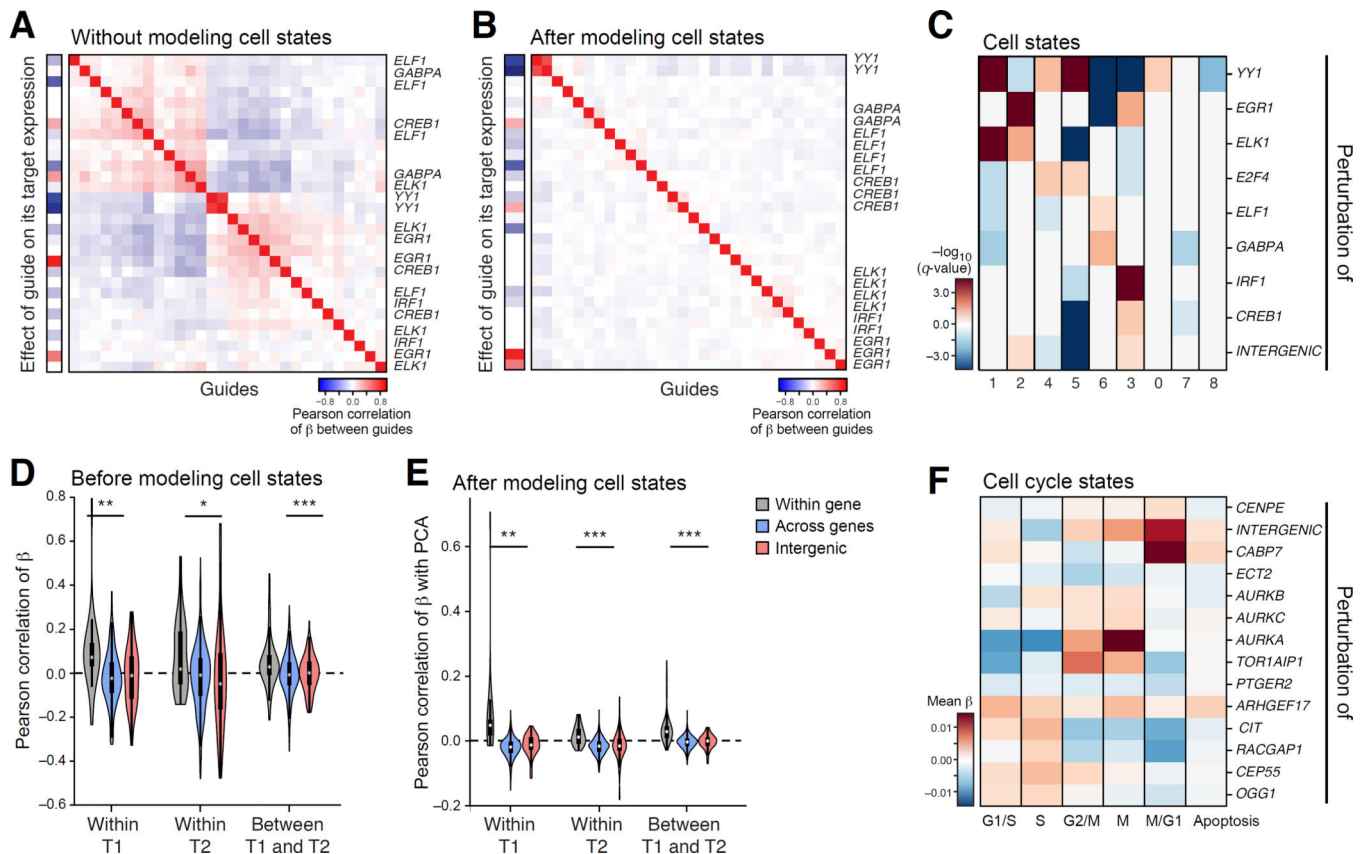 A
Without modeling cell states
Effect of guide on its target expression
ELF1
GABPA
ELF1
CREB1
ELF1
GABPA
ELK1
YY1
YY1
ELK1
EGR1
EGR1
CREB1
ELF1
IRF1
CREB1
ELK1
IRF1
EGR1
ELK1
Guides
−0.8 0.0 0.8
Pearson correlation
of β between guides
B
After modeling cell states
Effect of guide on its target expression
YY1
YY1
GABPA
GABPA
ELF1
ELF1
ELF1
ELF1
CREB1
CREB1
CREB1
ELK1
ELK1
ELK1
ELK1
IRF1
IRF1
EGR1
EGR1
EGR1
Guides
−0.8 0.0 0.8
Pearson correlation
of β between guides
C
Cell states
YY1
EGR1
ELK1
E2F4
ELF1
GABPA
IRF1
CREB1
INTERGENIC
Perturbation of
−log10
(q-value)
3.0
0.0
−3.0
1 2 4 5 6 3 0 7 8
D
Before modeling cell states
Pearson correlation of β
0.8
0.6
0.4
0.2
0.0
−0.2
−0.4
−0.6
** * ***
Within
T1
Within
T2
Between
T1 and T2
E
After modeling cell states
Pearson correlation of β with PCA
0.6
0.4
0.2
0.0
−0.2
** *** ***
Within gene
Across genes
Intergenic
Within
T1
Within
T2
Between
T1 and T2
F
Cell cycle states
CENPE
INTERGENIC
CABP7
ECT2
AURKB
AURKC
AURKA
TOR1AIP1
PTGER2
ARHGEF17
CIT
RACGAP1
CEP55
OGG1
Perturbation of
Mean β
0.01
0.00
−0.01
G1/S S G2/M M M/G1 Apoptosis